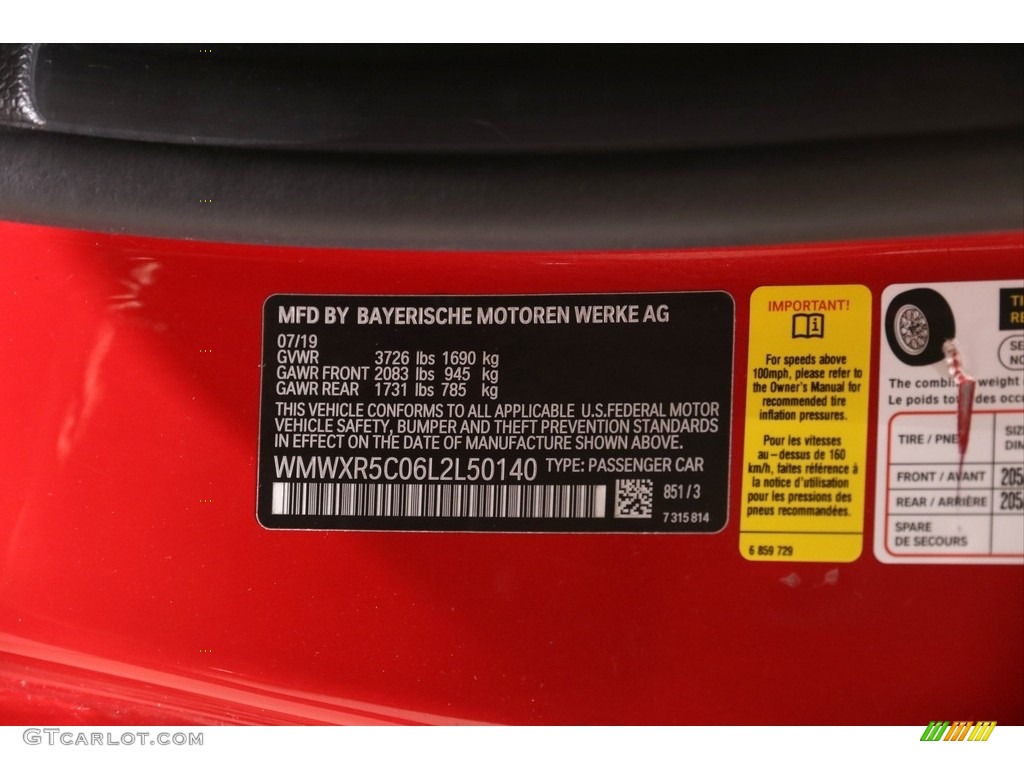 MFD BY BAYERISCHE MOTOREN WERKE AG
07/19
GVWR 3726 lbs 1690 kg
GAWR FRONT 2083 lbs 945 kg
GAWR REAR 1731 lbs 785 kg
THIS VEHICLE CONFORMS TO ALL APPLICABLE U.S.FEDERAL MOTOR
VEHICLE SAFETY, BUMPER AND THEFT PREVENTION STANDARDS
IN EFFECT ON THE DATE OF MANUFACTURE SHOWN ABOVE.
WMWXR5C06L2L50140 TYPE: PASSENGER CAR
851/3
7 315 814
IMPORTANT!
For speeds above
100mph, please refer to
the Owner's Manual for
recommended tire
inflation pressures.
Pour les vitesses
au-dessus de 160
km/h, faites référence à
la notice d'utilisation
pour les pressions des
pneus recommandées.
6 859 729
The weight
Le poids des
TIRE /
FRONT / AVANT 205
REAR / ARRIÈRE 205
SPARE
DE SECOURS
GTCARLOT.COM